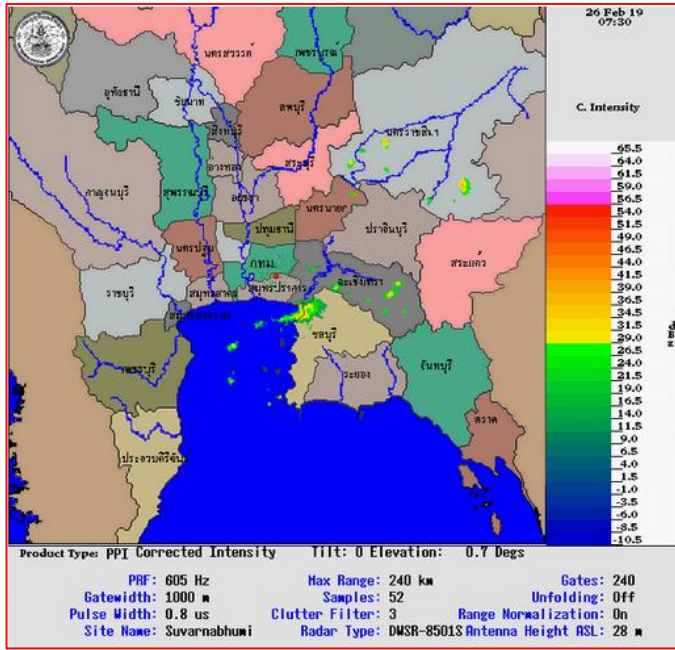 26 Feb 19
07:30
C. Intensity
นครสวรรค์
เพชรบูรณ์
อุทัยธานี
ชัยนาท
ลพบุรี
สิงหบุรี
นครราชสีมา
อ่างทอง
สระบุรี
กาญจนบุรี
สุพรรณบุรี
อยุธยา
นครนายก
ปทุมธานี
ปราจีนบุรี
นครปฐม
กทม.
สระแก้ว
ราชบุรี
สมุทรสาคร
สมุทรปราการ
ฉะเชิงเทรา
ชลบุรี
เพชรบุรี
ระยอง
จันทบุรี
ตราด
ประจวบคีรีขันธ์
65.5
64.0
61.5
59.0
56.5
54.0
51.5
49.0
46.5
44.0
41.5
39.0
36.5
34.0
31.5
29.0
26.5
24.0
21.5
19.0
16.5
14.0
11.5
9.0
6.5
4.0
1.5
-1.0
-3.5
-6.0
-8.5
-10.5
Product Type: PPI Corrected Intensity Tilt: 0 Elevation: 0.7 Degs
PRF: 605 Hz Max Range: 240 km Gates: 240
Gatewidth: 1000 m Samples: 52 Unfolding: Off
Pulse Width: 0.8 us Clutter Filter: 3 Range Normalization: On
Site Name: Suvarnabhumi Radar Type: DWSR-8501S Antenna Height ASL: 28 m